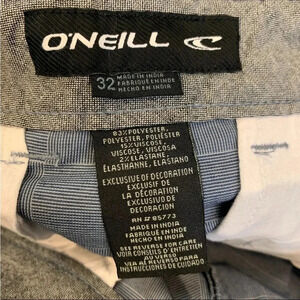 O'NEILL
32
MADE IN INDIA
FABRIQUÉ EN INDE
HECHO EN INDIA
83% POLYESTER,
POLYESTER, POLIÉSTER
15% VISCOSE,
VISCOSE, VISCOSA
2% ELASTANE,
ÉLASTHANNE, ELASTANO
EXCLUSIVE OF DECORATION
EXCLUSIF DE
LA DÉCORATION
EXCLUSIVO DE
DECORACIÓN
RN # 85773
MADE IN INDIA
FABRIQUÉ EN INDE
HECHO EN INDIA
SEE REVERSE FOR CARE
VOIR CONSEILS D'ENTRETIEN
AU VERSO
VEA AL REVERSO PARA
INSTRUCCIONES DE CUIDADO